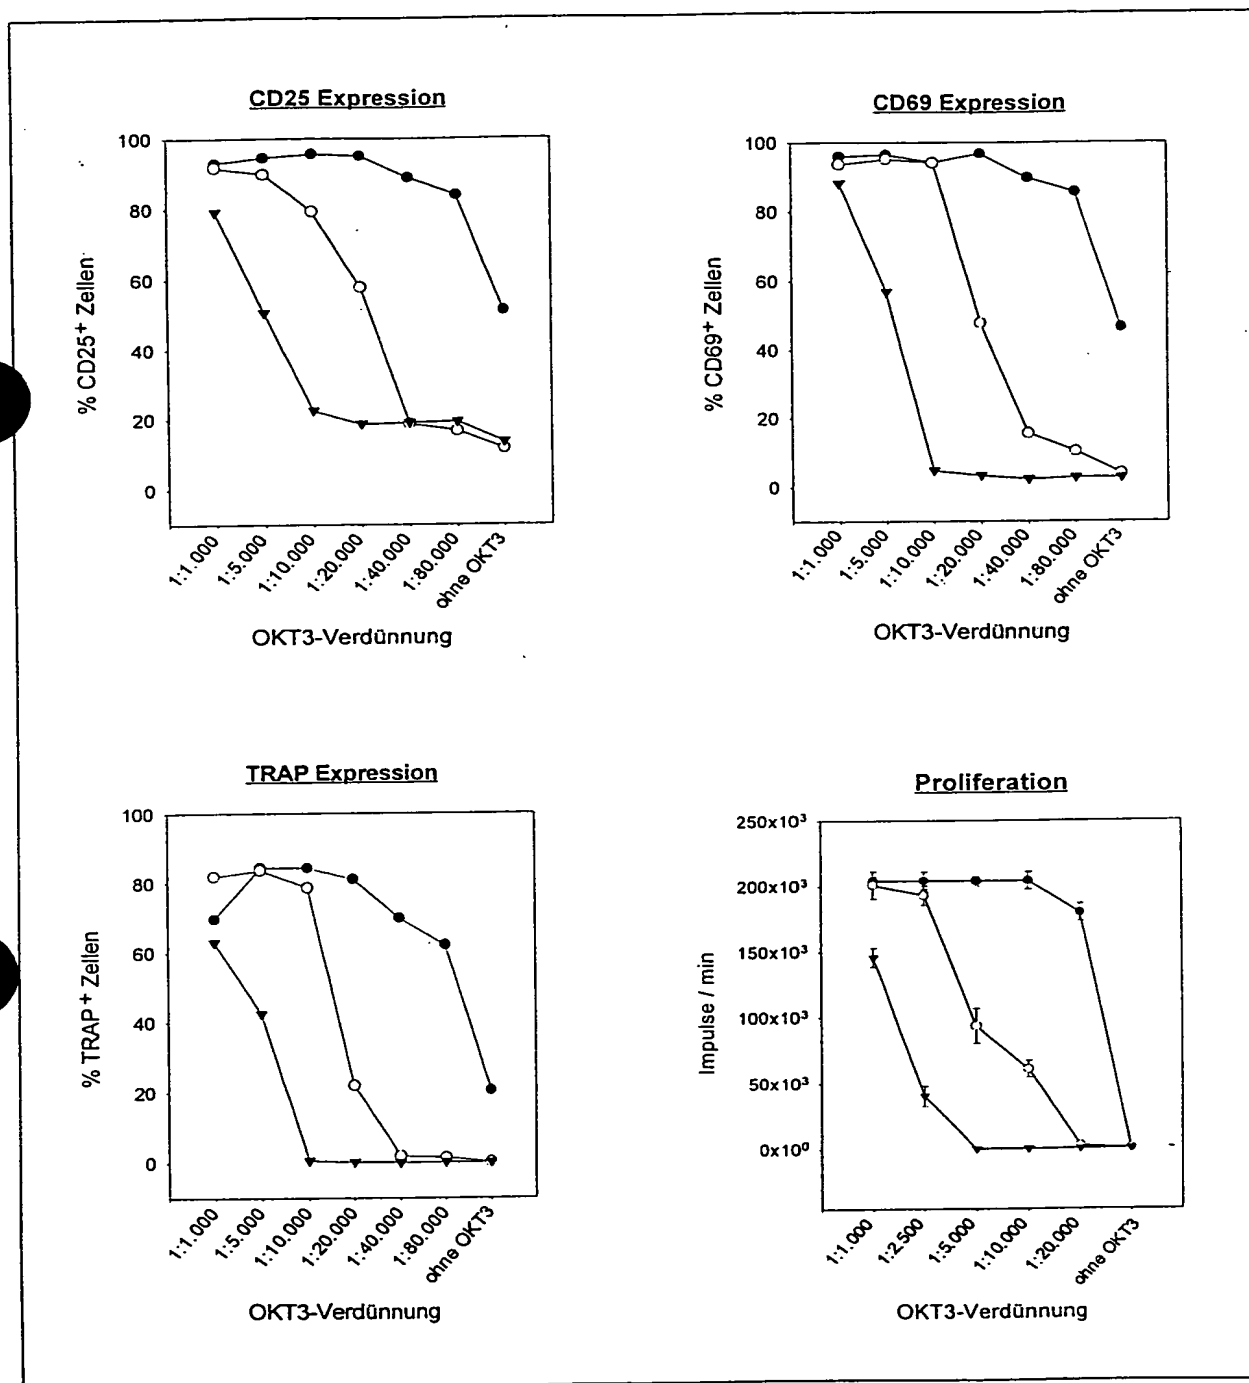 CD25 Expression
% CD25+ Zellen
100
80
60
40
20
0
1:1.000
1:5.000
1:10.000
1:20.000
1:40.000
1:80.000
ohne OKT3
OKT3-Verdünnung
CD69 Expression
% CD69+ Zellen
100
80
60
40
20
0
1:1.000
1:5.000
1:10.000
1:20.000
1:40.000
1:80.000
ohne OKT3
OKT3-Verdünnung
TRAP Expression
% TRAP+ Zellen
100
80
60
40
20
0
1:1.000
1:5.000
1:10.000
1:20.000
1:40.000
1:80.000
ohne OKT3
OKT3-Verdünnung
Proliferation
Impulse / min
250x10³
200x10³
150x10³
100x10³
50x10³
0x10⁰
1:1.000
1:2.500
1:5.000
1:10.000
1:20.000
ohne OKT3
OKT3-Verdünnung